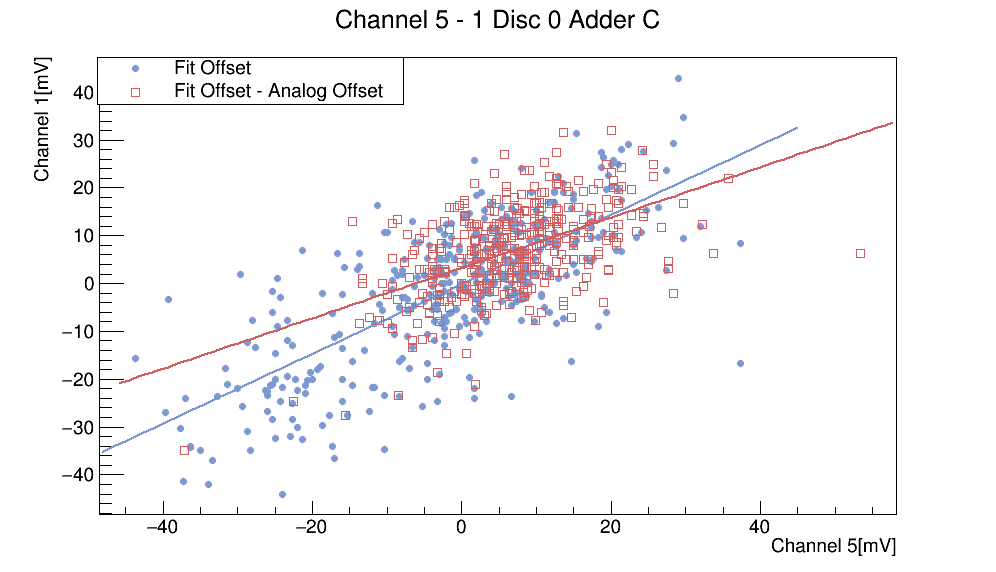 Channel 5 - 1 Disc 0 Adder C
Channel 1[mV]
Fit Offset
Fit Offset - Analog Offset
40
30
20
10
0
−10
−20
−30
−40
−40 −20 0 20 40
Channel 5[mV]